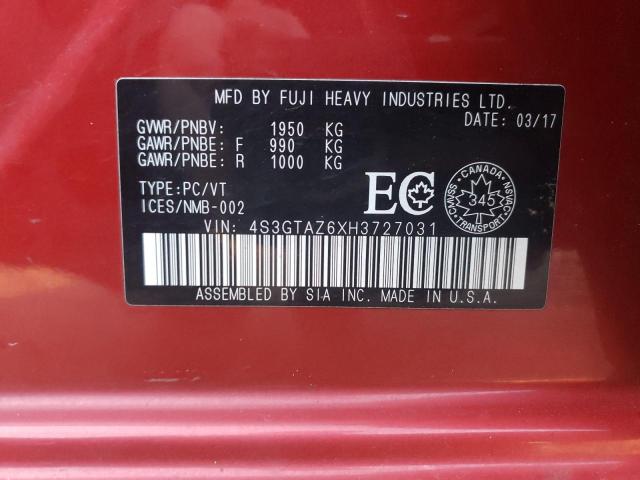 MFD BY FUJI HEAVY INDUSTRIES LTD.
DATE: 03/17
GVWR/PNBV: 1950 KG
GAWR/PNBE: F 990 KG
GAWR/PNBE: R 1000 KG
TYPE:PC/VT
ICES/NMB-002
EC
CANADA
CMVSS NSVAC
345
TRANSPORT
VIN: 4S3GTAZ6XH3727031
ASSEMBLED BY SIA INC. MADE IN U.S.A.